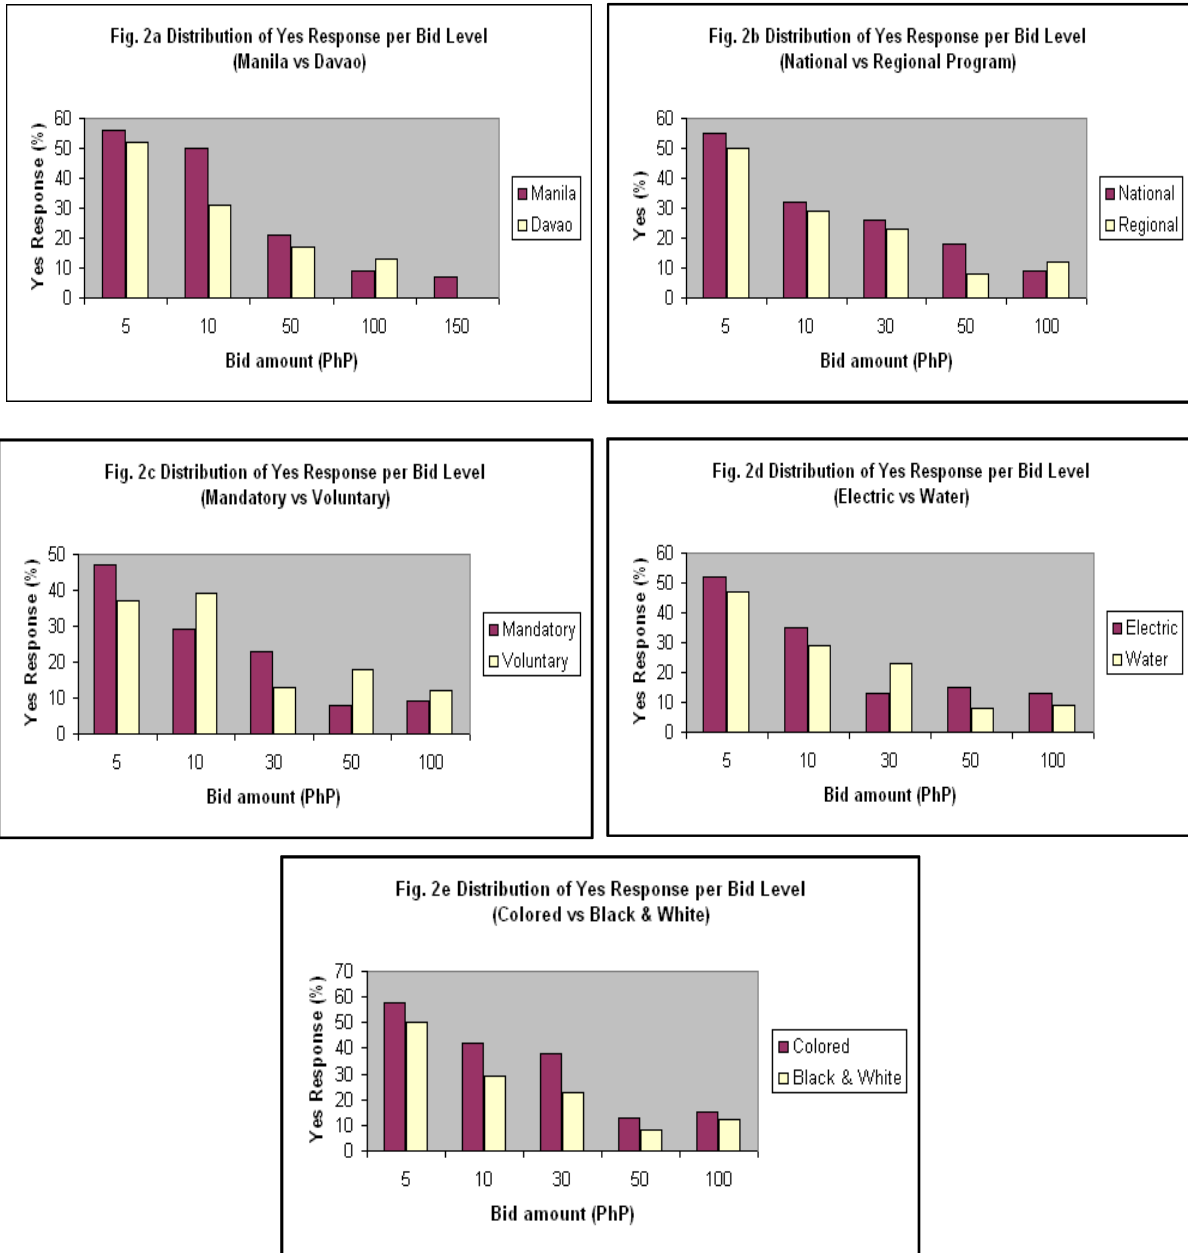 Fig. 2a Distribution of Yes Response per Bid Level
(Manila vs Davao)
Yes Response (%)
60
50
40
30
20
10
0
5 10 50 100 150
Bid amount (PhP)
Manila
Davao
Fig. 2b Distribution of Yes Response per Bid Level
(National vs Regional Program)
Yes (%)
60
50
40
30
20
10
0
5 10 30 50 100
Bid amount (PhP)
National
Regional
Fig. 2c Distribution of Yes Response per Bid Level
(Mandatory vs Voluntary)
Yes Response (%)
50
40
30
20
10
0
5 10 30 50 100
Bid amount (PhP)
Mandatory
Voluntary
Fig. 2d Distribution of Yes Response per Bid Level
(Electric vs Water)
Yes Response (%)
60
50
40
30
20
10
0
5 10 30 50 100
Bid amount (PhP)
Electric
Water
Fig. 2e Distribution of Yes Response per Bid Level
(Colored vs Black & White)
Yes Response (%)
70
60
50
40
30
20
10
0
5 10 30 50 100
Bid amount (PhP)
Colored
Black & White